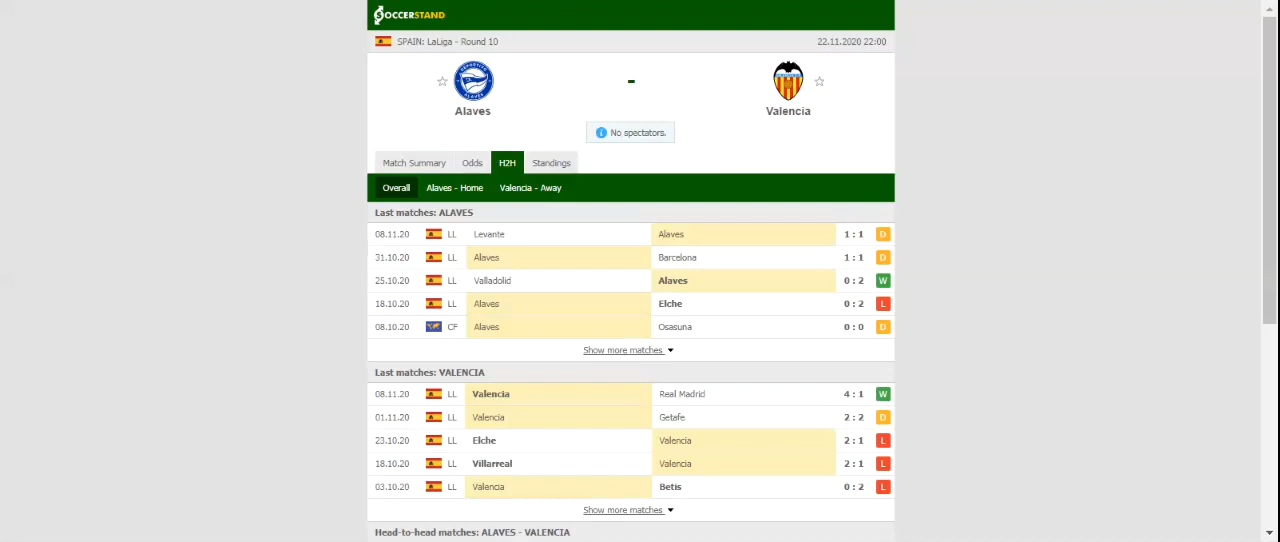 SOCCERSTAND
SPAIN: LaLiga - Round 10 22.11.2020 22:00
-
Alaves Valencia
No spectators.
Match Summary Odds H2H Standings
Overall Alaves - Home Valencia - Away
Last matches: ALAVES
08.11.20 LL Levante Alaves 1 : 1 D
31.10.20 LL Alaves Barcelona 1 : 1 D
25.10.20 LL Valladolid Alaves 0 : 2 W
18.10.20 LL Alaves Elche 0 : 2 L
08.10.20 CF Alaves Osasuna 0 : 0 D
Show more matches
Last matches: VALENCIA
08.11.20 LL Valencia Real Madrid 4 : 1 W
01.11.20 LL Valencia Getafe 2 : 2 D
23.10.20 LL Elche Valencia 2 : 1 L
18.10.20 LL Villarreal Valencia 2 : 1 L
03.10.20 LL Valencia Betis 0 : 2 L
Show more matches
Head-to-head matches: ALAVES - VALENCIA